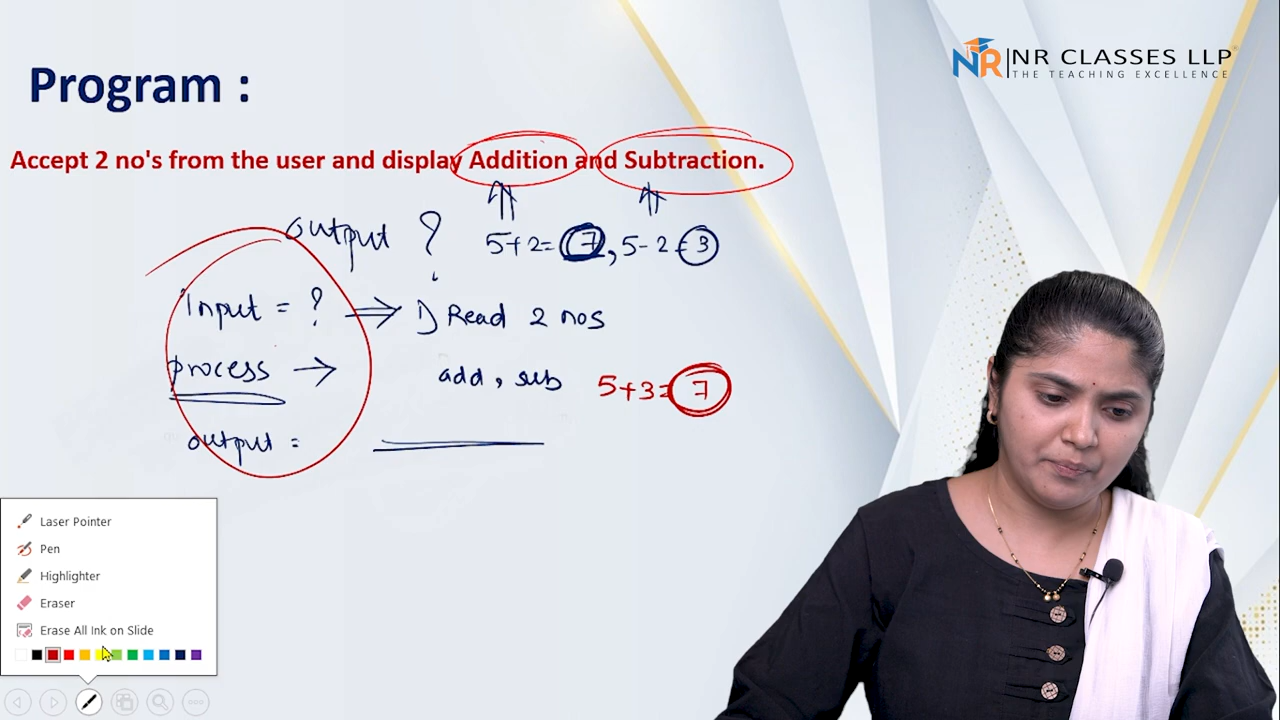 NR CLASSES LLP
THE TEACHING EXCELLENCE
Program :
Accept 2 no's from the user and display Addition and Subtraction.
output ? 5+2=7, 5-2=3
Input = ? ⇒ 1) Read 2 nos
process → add, sub 5+3=7
output =
Laser Pointer
Pen
Highlighter
Eraser
Erase All Ink on Slide